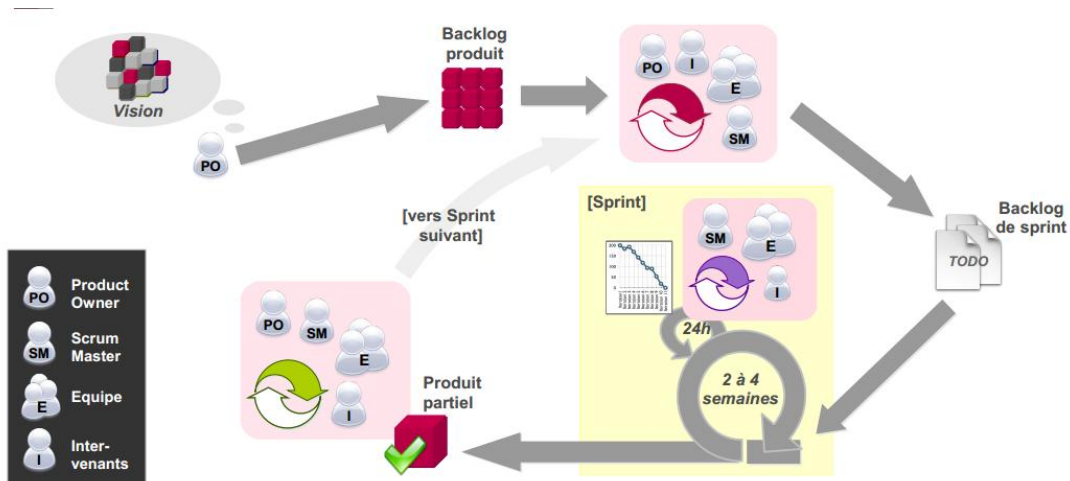 Vision
PO
Backlog
produit
PO
I
E
SM
[vers Sprint
suivant]
[Sprint]
SM
E
I
24h
2 à 4
semaines
Backlog
de sprint
TODO
PO
Product
Owner
SM
Scrum
Master
E
Equipe
I
Inter-
venants
PO
SM
E
I
Produit
partiel